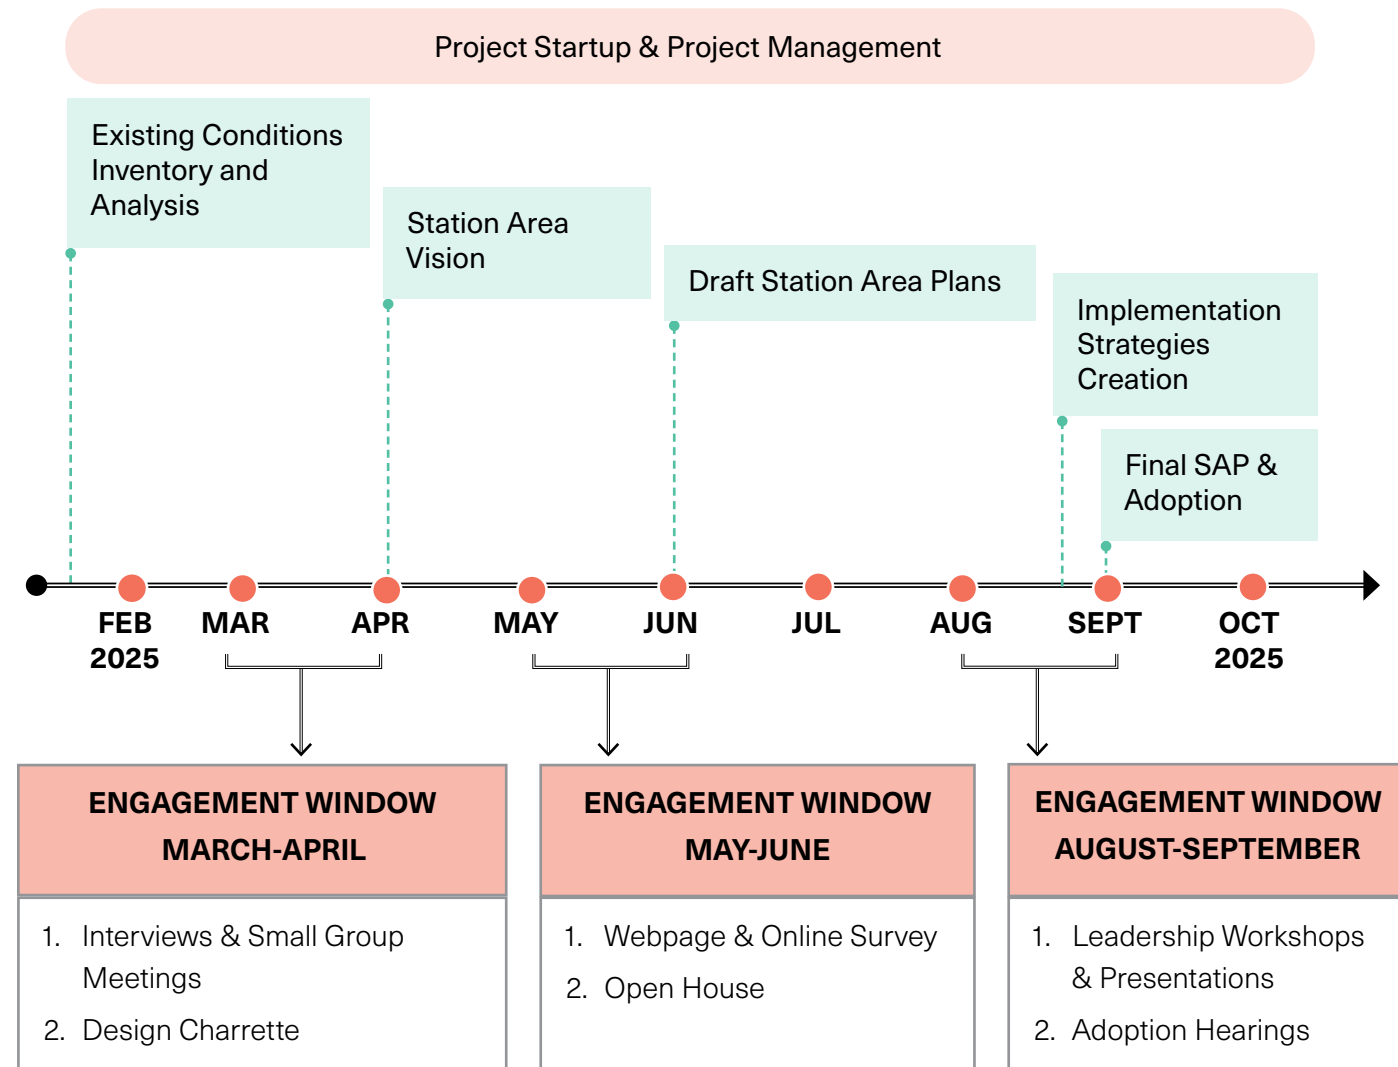 Project Startup & Project Management
Existing Conditions
Inventory and
Analysis
Station Area
Vision
Draft Station Area Plans
Implementation
Strategies
Creation
Final SAP &
Adoption
FEB
2025
MAR
APR
MAY
JUN
JUL
AUG
SEPT
OCT
2025
ENGAGEMENT WINDOW
MARCH-APRIL
1. Interviews & Small Group
Meetings
2. Design Charrette
ENGAGEMENT WINDOW
MAY-JUNE
1. Webpage & Online Survey
2. Open House
ENGAGEMENT WINDOW
AUGUST-SEPTEMBER
1. Leadership Workshops
& Presentations
2. Adoption Hearings